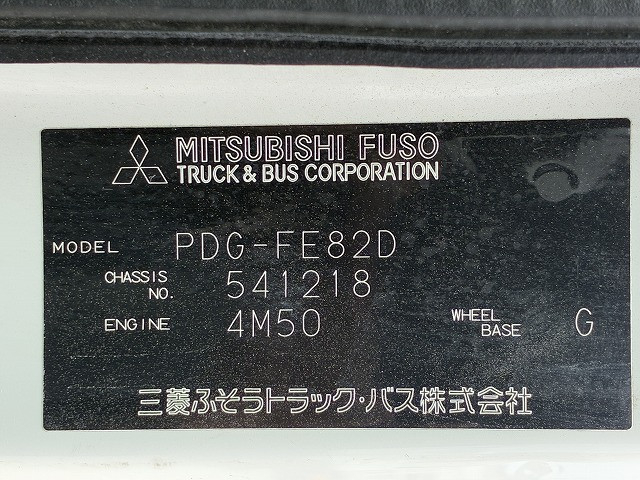 MITSUBISHI FUSO
TRUCK & BUS CORPORATION
MODEL PDG-FE82D
CHASSIS NO. 541218
ENGINE 4M50 WHEEL BASE G
三菱ふそうトラック・バス株式会社